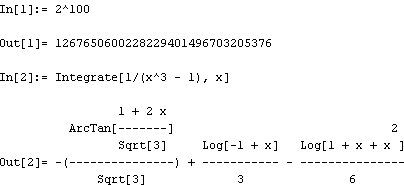 In[1]:= 2^100
Out[1]= 1267650600228229401496703205376
In[2]:= Integrate[1/(x^3 - 1), x]
1 + 2 x
ArcTan[-------] 2
Sqrt[3] Log[-1 + x] Log[1 + x + x ]
Out[2]= -(---------------) + ----------- - ---------------
Sqrt[3] 3 6